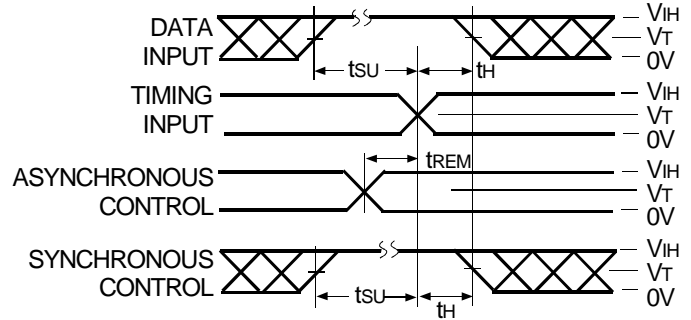 DATA
INPUT
tSU
tH
VIH
VT
0V
TIMING
INPUT
VIH
VT
0V
tREM
ASYNCHRONOUS
CONTROL
VIH
VT
0V
SYNCHRONOUS
CONTROL
tSU
tH
VIH
VT
0V